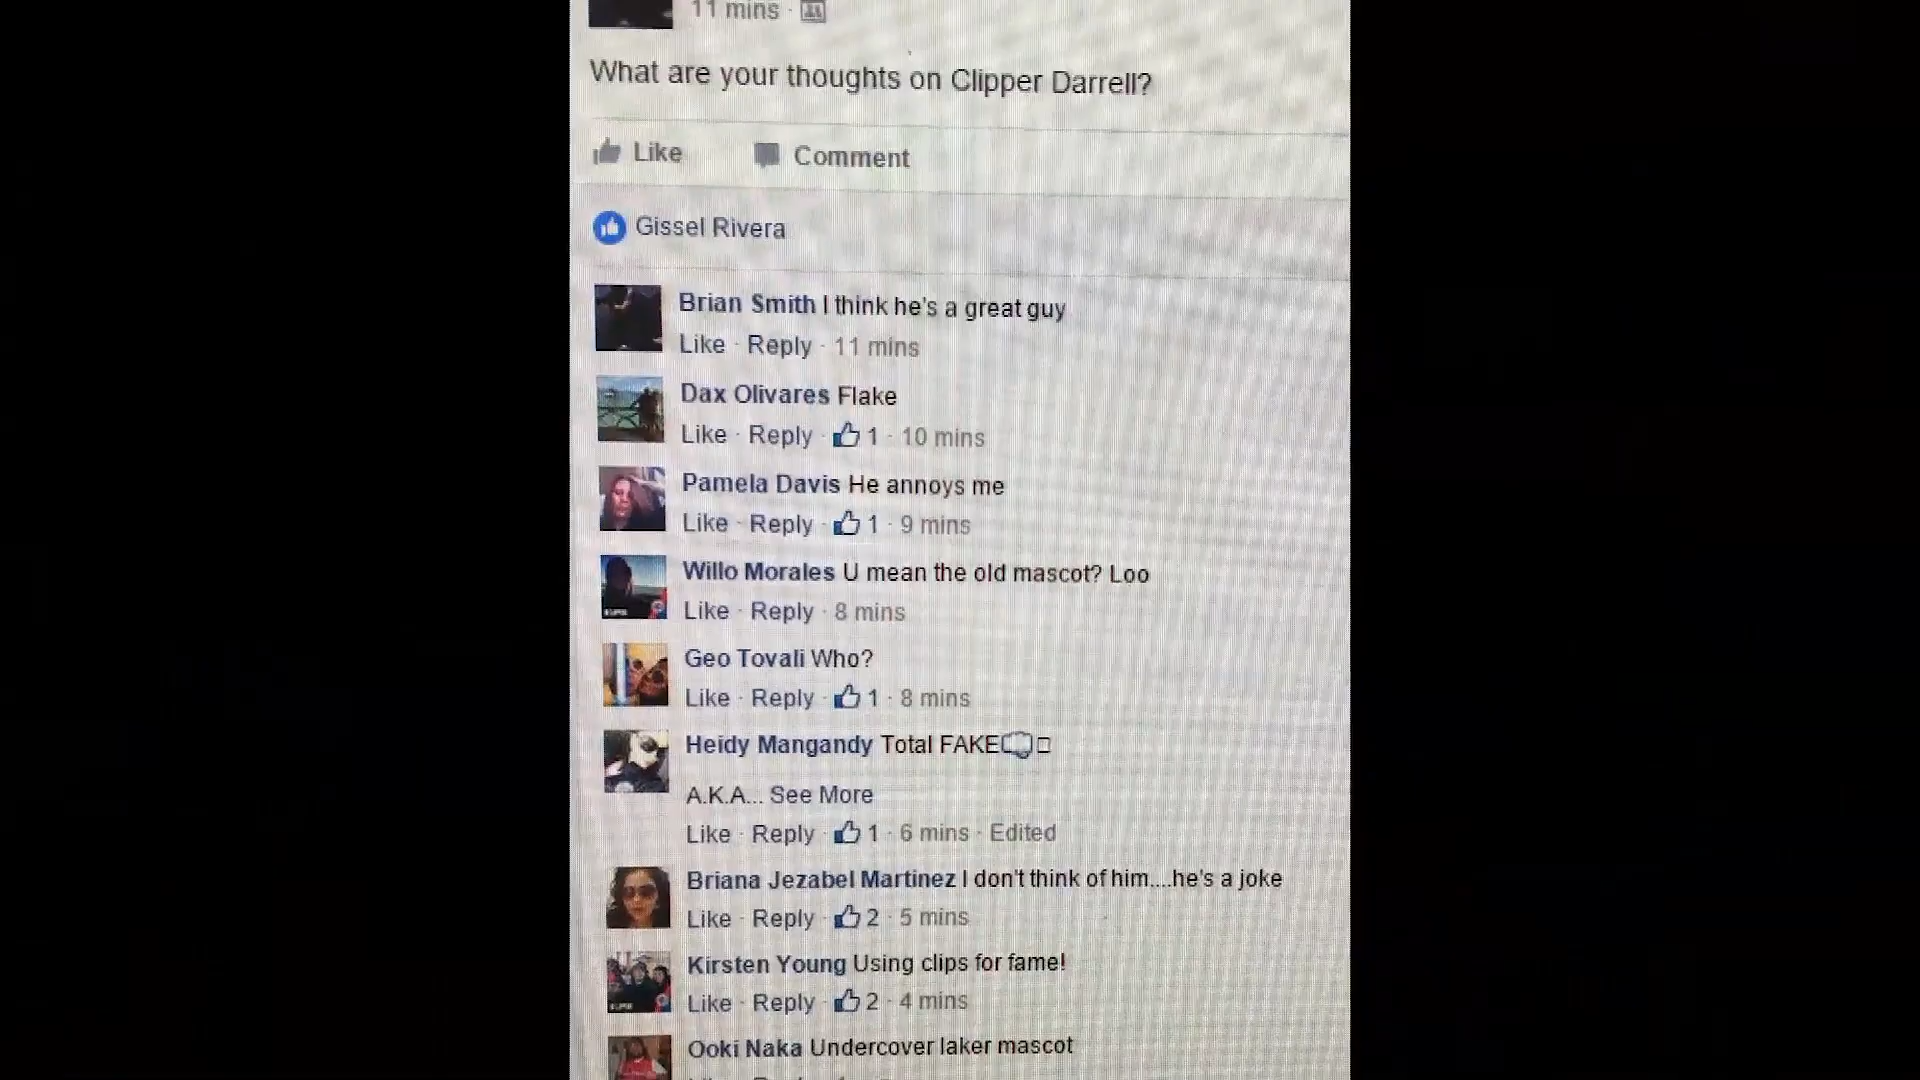 11 mins ·
What are your thoughts on Clipper Darrell?
Like Comment
Gissel Rivera
Brian Smith I think he's a great guy
Like · Reply · 11 mins
Dax Olivares Flake
Like · Reply · 1 · 10 mins
Pamela Davis He annoys me
Like · Reply · 1 · 9 mins
Willo Morales U mean the old mascot? Loo
Like · Reply · 8 mins
Geo Tovali Who?
Like · Reply · 1 · 8 mins
Heidy Mangandy Total FAKE
A.K.A... See More
Like · Reply · 1 · 6 mins · Edited
Briana Jezabel Martinez I don't think of him....he's a joke
Like · Reply · 2 · 5 mins
Kirsten Young Using clips for fame!
Like · Reply · 2 · 4 mins
Ooki Naka Undercover laker mascot